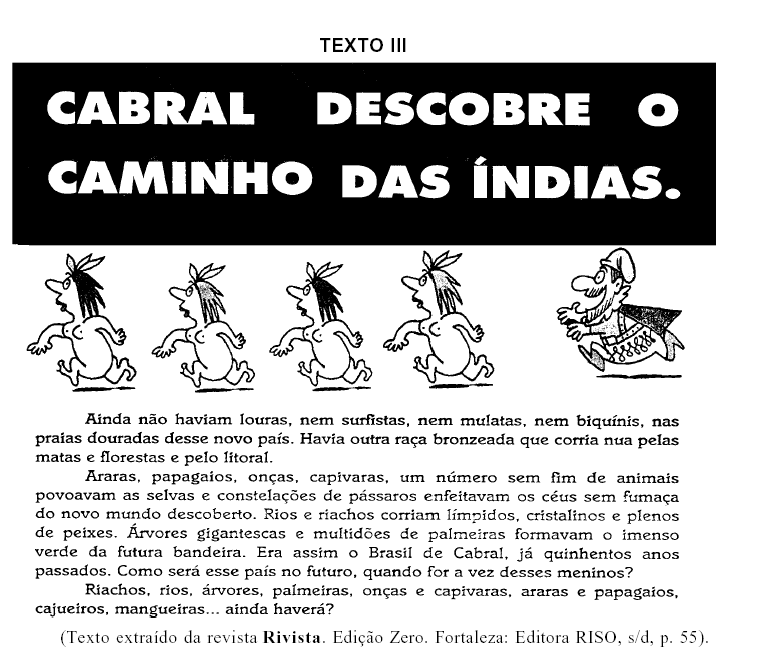 TEXTO III
CABRAL DESCOBRE O
CAMINHO DAS ÍNDIAS.
Ainda não haviam louras, nem surfistas, nem mulatas, nem biquínis, nas
praias douradas desse novo país. Havia outra raça bronzeada que corria nua pelas
matas e florestas e pelo litoral.
Araras, papagaios, onças, capivaras, um número sem fim de animais
povoavam as selvas e constelações de pássaros enfeitavam os céus sem fumaça
do novo mundo descoberto. Rios e riachos corriam límpidos, cristalinos e plenos
de peixes. Árvores gigantescas e multidões de palmeiras formavam o imenso
verde da futura bandeira. Era assim o Brasil de Cabral, já quinhentos anos
passados. Como será esse país no futuro, quando for a vez desses meninos?
Riachos, rios, árvores, palmeiras, onças e capivaras, araras e papagaios,
cajueiros, mangueiras... ainda haverá?
(Texto extraído da revista Rivista. Edição Zero. Fortaleza: Editora RISO, s/d, p. 55).